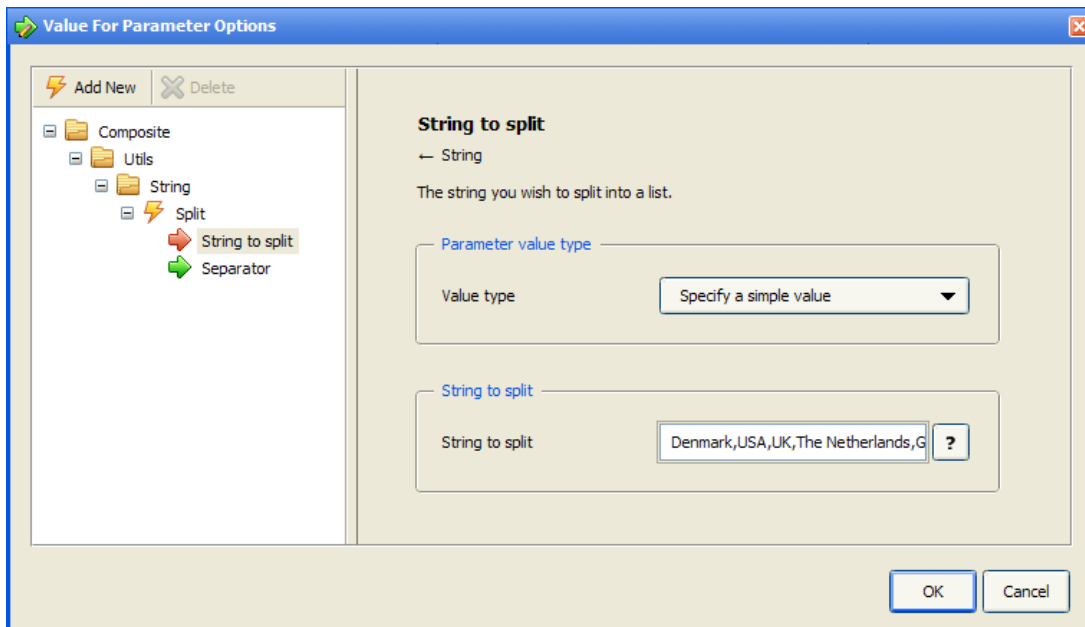 Value For Parameter Options
Add New Delete
Composite
Utils
String
Split
String to split
Separator
String to split
← String
The string you wish to split into a list.
Parameter value type
Value type Specify a simple value
String to split
String to split Denmark,USA,UK,The Netherlands,G ?
OK Cancel